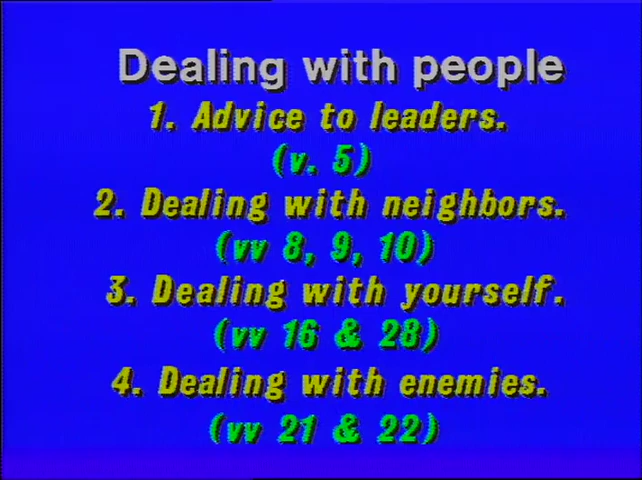 Dealing with people
1. Advice to leaders.
(v. 5)
2. Dealing with neighbors.
(vv 8, 9, 10)
3. Dealing with yourself.
(vv 16 & 28)
4. Dealing with enemies.
(vv 21 & 22)